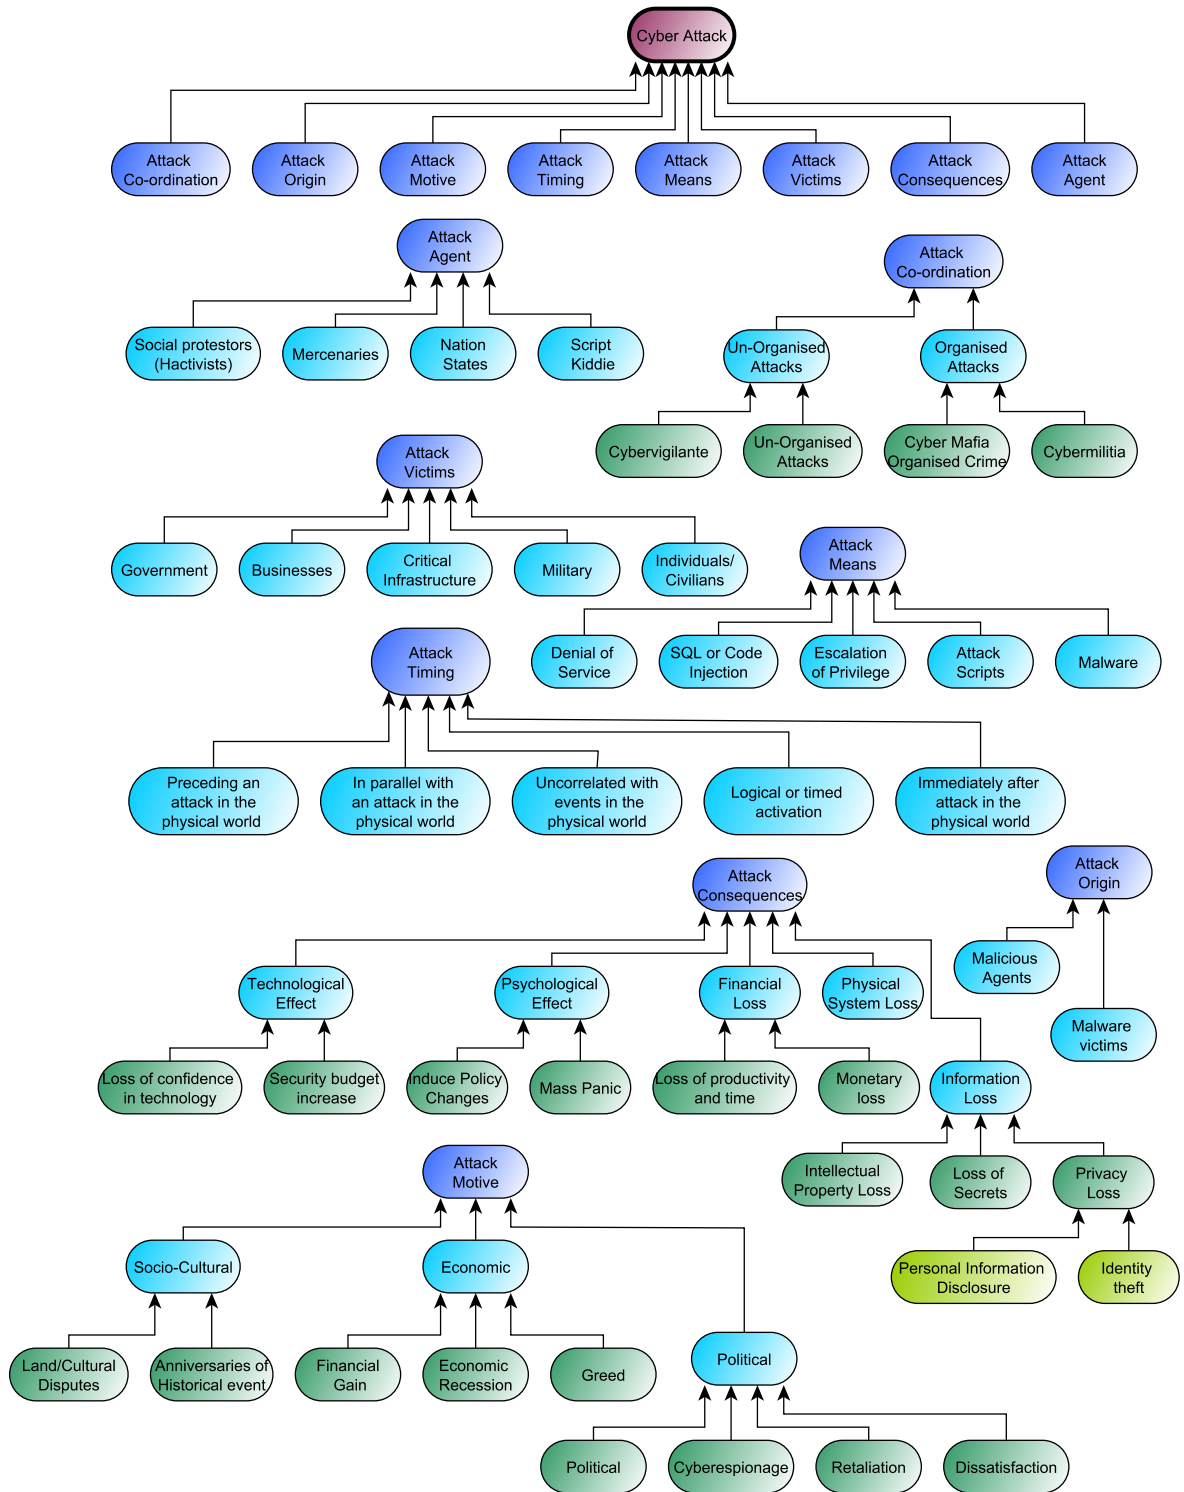 Cyber Attack
Attack
Co-ordination
Attack
Origin
Attack
Motive
Attack
Timing
Attack
Means
Attack
Victims
Attack
Consequences
Attack
Agent
Attack
Agent
Social protestors
(Hactivists)
Mercenaries
Nation
States
Script
Kiddie
Attack
Co-ordination
Un-Organised
Attacks
Organised
Attacks
Cybervigilante
Un-Organised
Attacks
Cyber Mafia
Organised Crime
Cybermilitia
Attack
Victims
Government
Businesses
Critical
Infrastructure
Military
Individuals/
Civilians
Attack
Means
Denial of
Service
SQL or Code
Injection
Escalation
of Privilege
Attack
Scripts
Malware
Attack
Timing
Preceding an
attack in the
physical world
In parallel with
an attack in the
physical world
Uncorrelated with
events in the
physical world
Logical or timed
activation
Immediately after
attack in the
physical world
Attack
Consequences
Technological
Effect
Psychological
Effect
Financial
Loss
Physical
System Loss
Loss of confidence
in technology
Security budget
increase
Induce Policy
Changes
Mass Panic
Loss of productivity
and time
Monetary
loss
Information
Loss
Intellectual
Property Loss
Loss of
Secrets
Privacy
Loss
Personal Information
Disclosure
Identity
theft
Attack
Origin
Malicious
Agents
Malware
victims
Attack
Motive
Socio-Cultural
Economic
Land/Cultural
Disputes
Anniversaries of
Historical event
Financial
Gain
Economic
Recession
Greed
Political
Political
Cyberespionage
Retaliation
Dissatisfaction